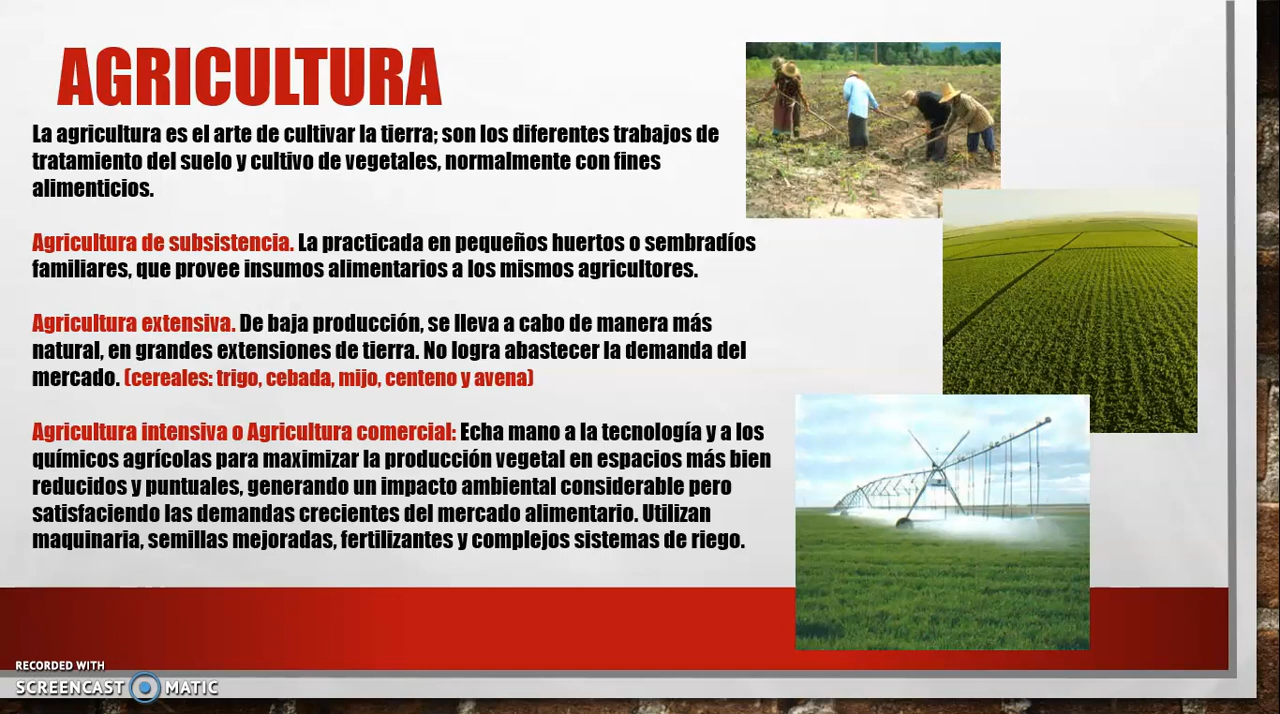 AGRICULTURA
La agricultura es el arte de cultivar la tierra; son los diferentes trabajos de
tratamiento del suelo y cultivo de vegetales, normalmente con fines
alimenticios.
Agricultura de subsistencia. La practicada en pequeños huertos o sembradíos
familiares, que provee insumos alimentarios a los mismos agricultores.
Agricultura extensiva. De baja producción, se lleva a cabo de manera más
natural, en grandes extensiones de tierra. No logra abastecer la demanda del
mercado. (cereales: trigo, cebada, mijo, centeno y avena)
Agricultura intensiva o Agricultura comercial: Echa mano a la tecnología y a los
químicos agrícolas para maximizar la producción vegetal en espacios más bien
reducidos y puntuales, generando un impacto ambiental considerable pero
satisfaciendo las demandas crecientes del mercado alimentario. Utilizan
maquinaria, semillas mejoradas, fertilizantes y complejos sistemas de riego.
RECORDED WITH
SCREENCAST MATIC